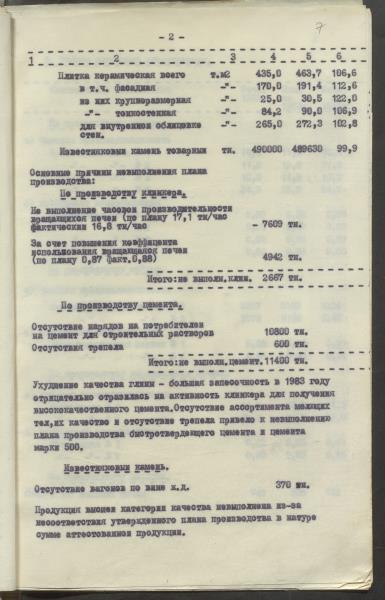 7
- 2 -
1 2 3 4 5 6
Плитка керамическая всего т.м2 435,0 463,7 106,6
в т.ч. фасадная -"- 170,0 191,4 112,6
из них крупноразмерная -"- 25,0 30,5 122,0
-"- тонкостенная -"- 84,2 90,0 106,9
для внутренней облицовки -"- 265,0 272,3 102,8
стен.
Известняковый камень товарный тн. 490000 489630 99,9
Основные причины невыполнения плана
производства:
По производству клинкера.
Не выполнение часовой производительности
вращающихся печей (по плану 17,1 тн/час
фактически 16,8 тн/час - 7609 тн.
За счет повышения коэффицента
использования вращающихся печей
(по плану 0,87 факт.0,88) 4942 тн.
Итого:не выполн.клин. 2667 тн.
По производству цемента.
Отсутствие нарядов на потребителей
на цемент для строительных растворов 10800 тн.
Отсутствия трепела 600 тн.
Итого:не выполн.цемент.11400 тн.
Ухудшение качества глины - большая запесочность в 1983 году
отрицательно отразилась на активность клинкера для получения
высококачественного цемента.Отсутствие ассортимента мелющих
тел,их качество и отсутствие трепела привело к невыполнению
плана производства быстротвердеющего цемента и цемента
марки 500.
Известняковый камень.
Отсутствие вагонов по вине ж.д. 370 тн.
Продукция высшей категории качества невыполнена из-за
несоответствия утвержденного плана производства в натуре
сумме аттестованной продукции.